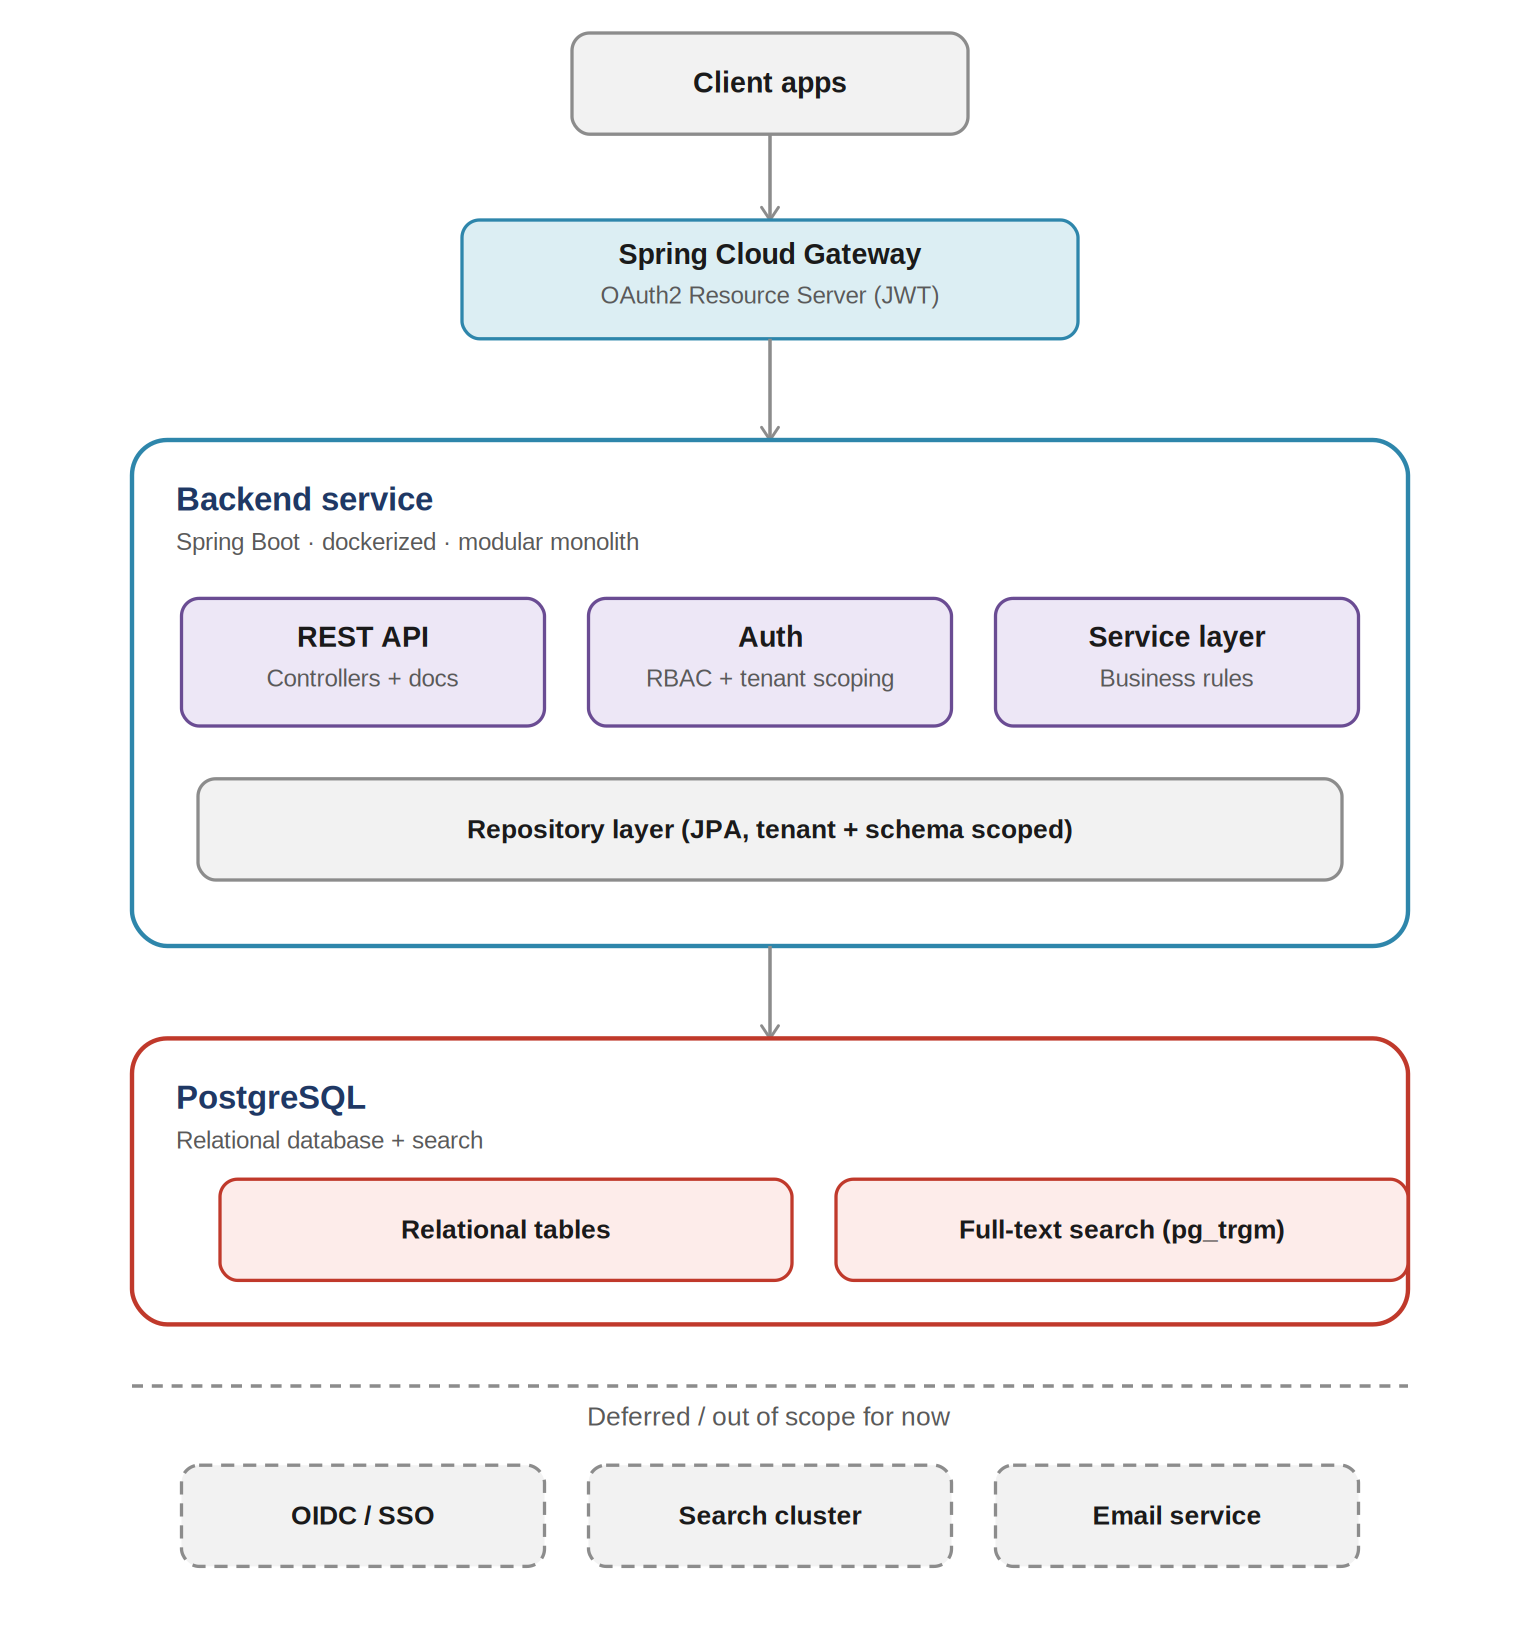 Client apps
Spring Cloud Gateway
OAuth2 Resource Server (JWT)
Backend service
Spring Boot · dockerized · modular monolith
REST API
Controllers + docs
Auth
RBAC + tenant scoping
Service layer
Business rules
Repository layer (JPA, tenant + schema scoped)
PostgreSQL
Relational database + search
Relational tables
Full-text search (pg_trgm)
Deferred / out of scope for now
OIDC / SSO
Search cluster
Email service